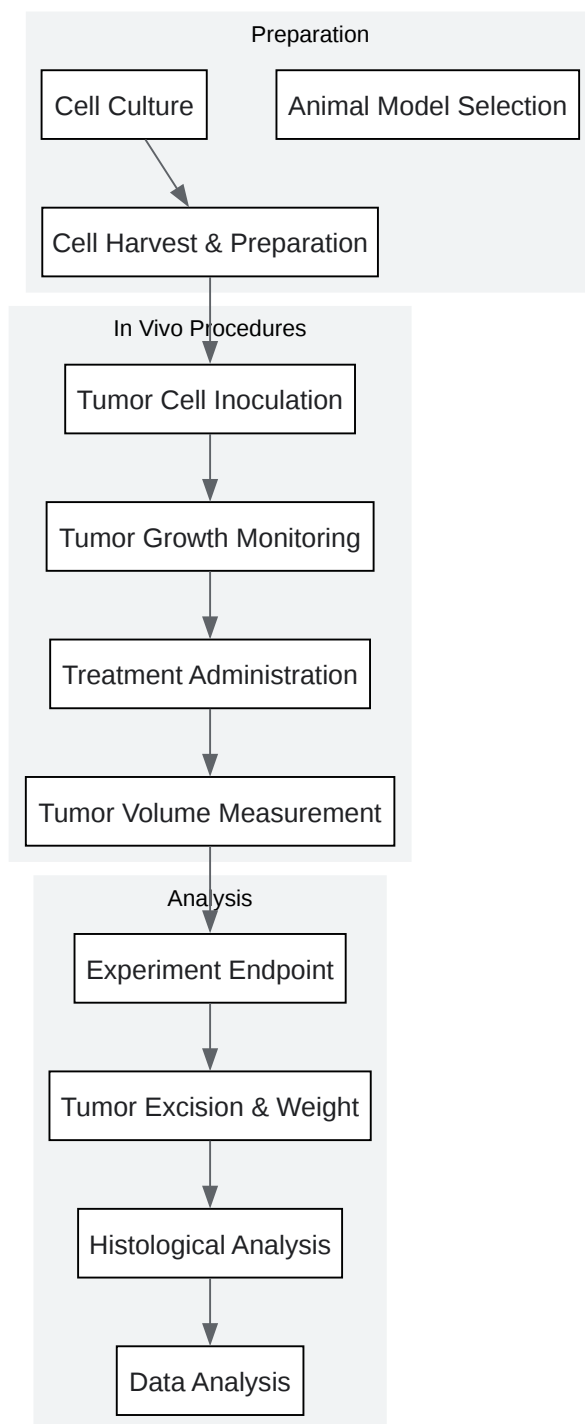 Preparation
Cell Culture
Animal Model Selection
Cell Harvest & Preparation
In Vivo Procedures
Tumor Cell Inoculation
Tumor Growth Monitoring
Treatment Administration
Tumor Volume Measurement
Analysis
Experiment Endpoint
Tumor Excision & Weight
Histological Analysis
Data Analysis